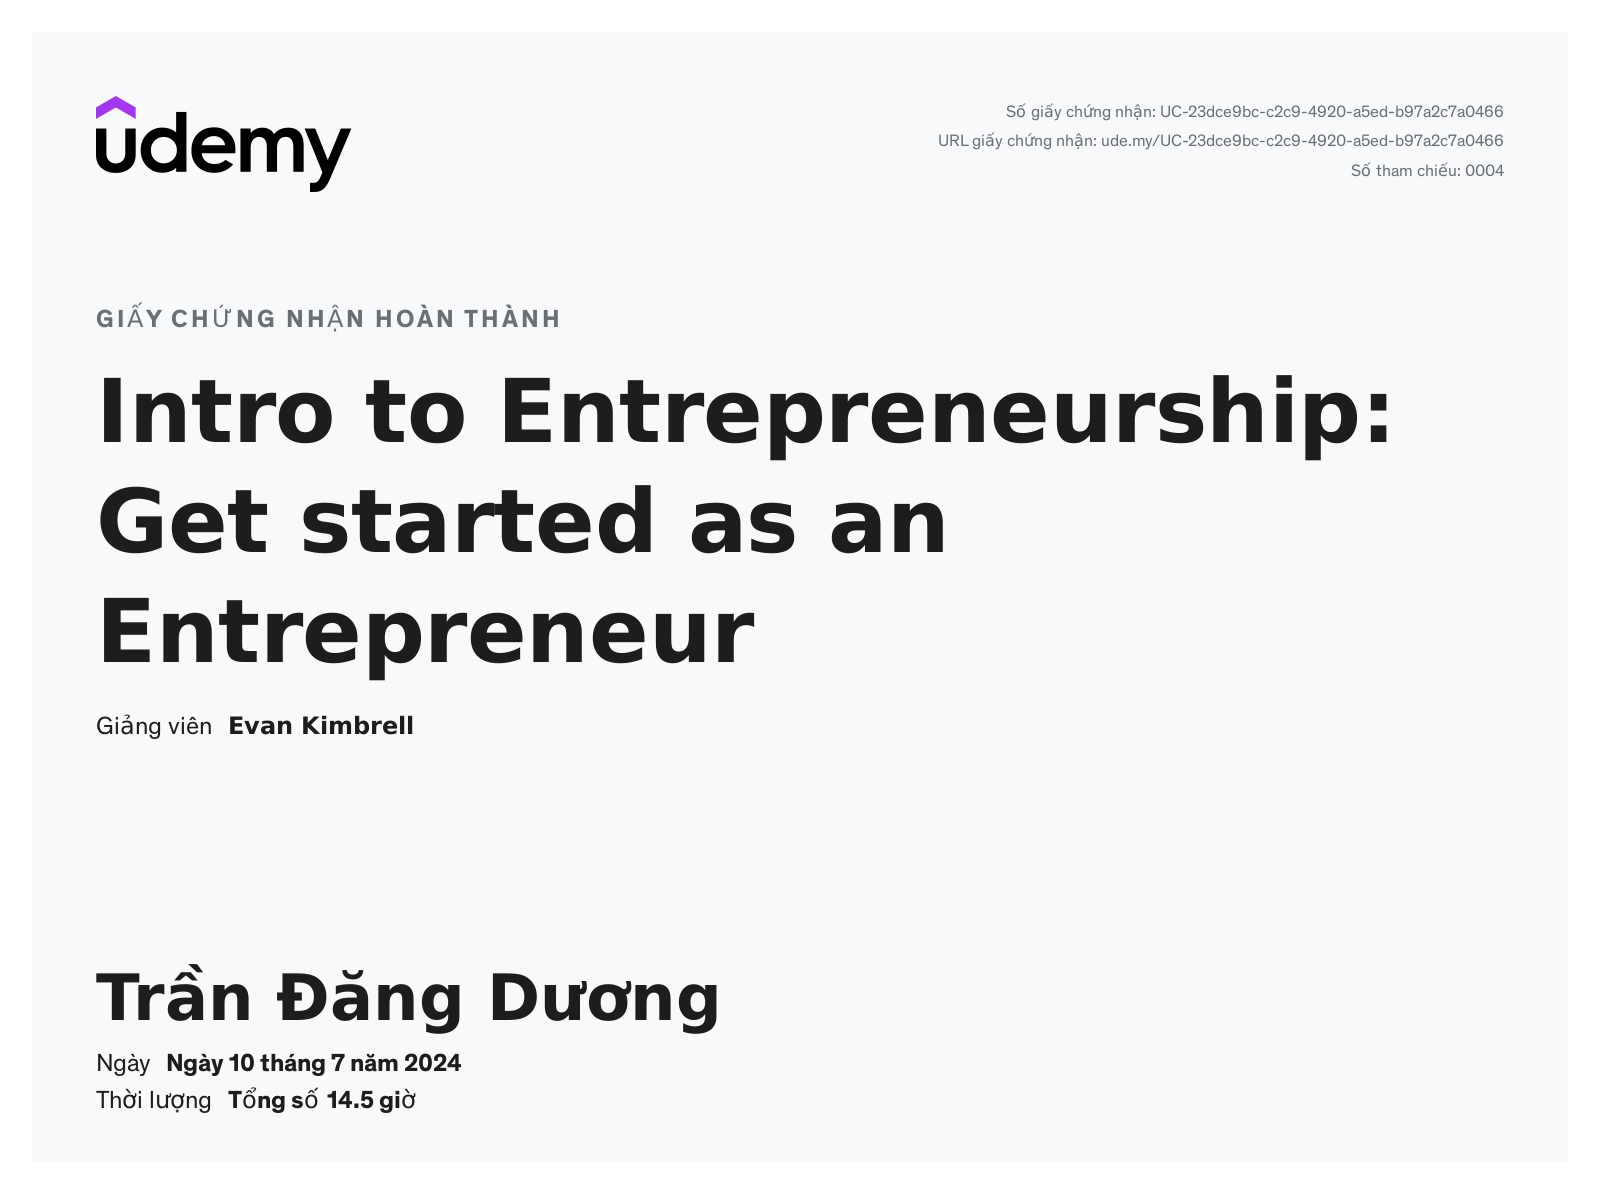 udemy
Số giấy chứng nhận: UC-23dce9bc-c2c9-4920-a5ed-b97a2c7a0466
URL giấy chứng nhận: ude.my/UC-23dce9bc-c2c9-4920-a5ed-b97a2c7a0466
Số tham chiếu: 0004
GIẤY CHỨNG NHẬN HOÀN THÀNH
Intro to Entrepreneurship:
Get started as an
Entrepreneur
Giảng viên Evan Kimbrell
Trần Đăng Dương
Ngày Ngày 10 tháng 7 năm 2024
Thời lượng Tổng số 14.5 giờ